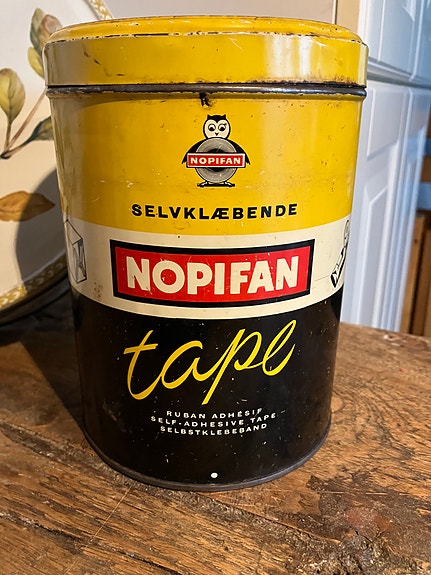 NOPIFAN
SELVKLÆBENDE
NOPIFAN
tape
RUBAN ADHÉSIF
SELF-ADHESIVE TAPE
SELBSTKLEBEBAND